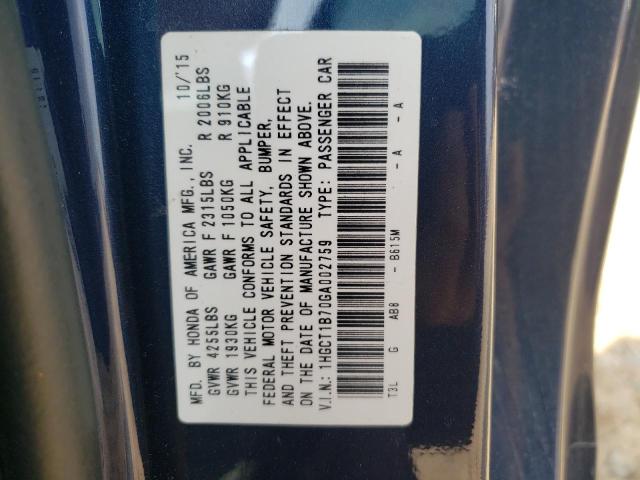 MFD. BY HONDA OF AMERICA MFG., INC. 10/'15
GVWR 4255LBS GAWR F 2315LBS R 2006LBS
GVWR 1930KG GAWR F 1050KG R 910KG
THIS VEHICLE CONFORMS TO ALL APPLICABLE
FEDERAL MOTOR VEHICLE SAFETY, BUMPER,
AND THEFT PREVENTION STANDARDS IN EFFECT
ON THE DATE OF MANUFACTURE SHOWN ABOVE.
V.I.N.: 1HGCT1B70GA002759 TYPE: PASSENGER CAR
T3L G AB8 - B615M - A - A